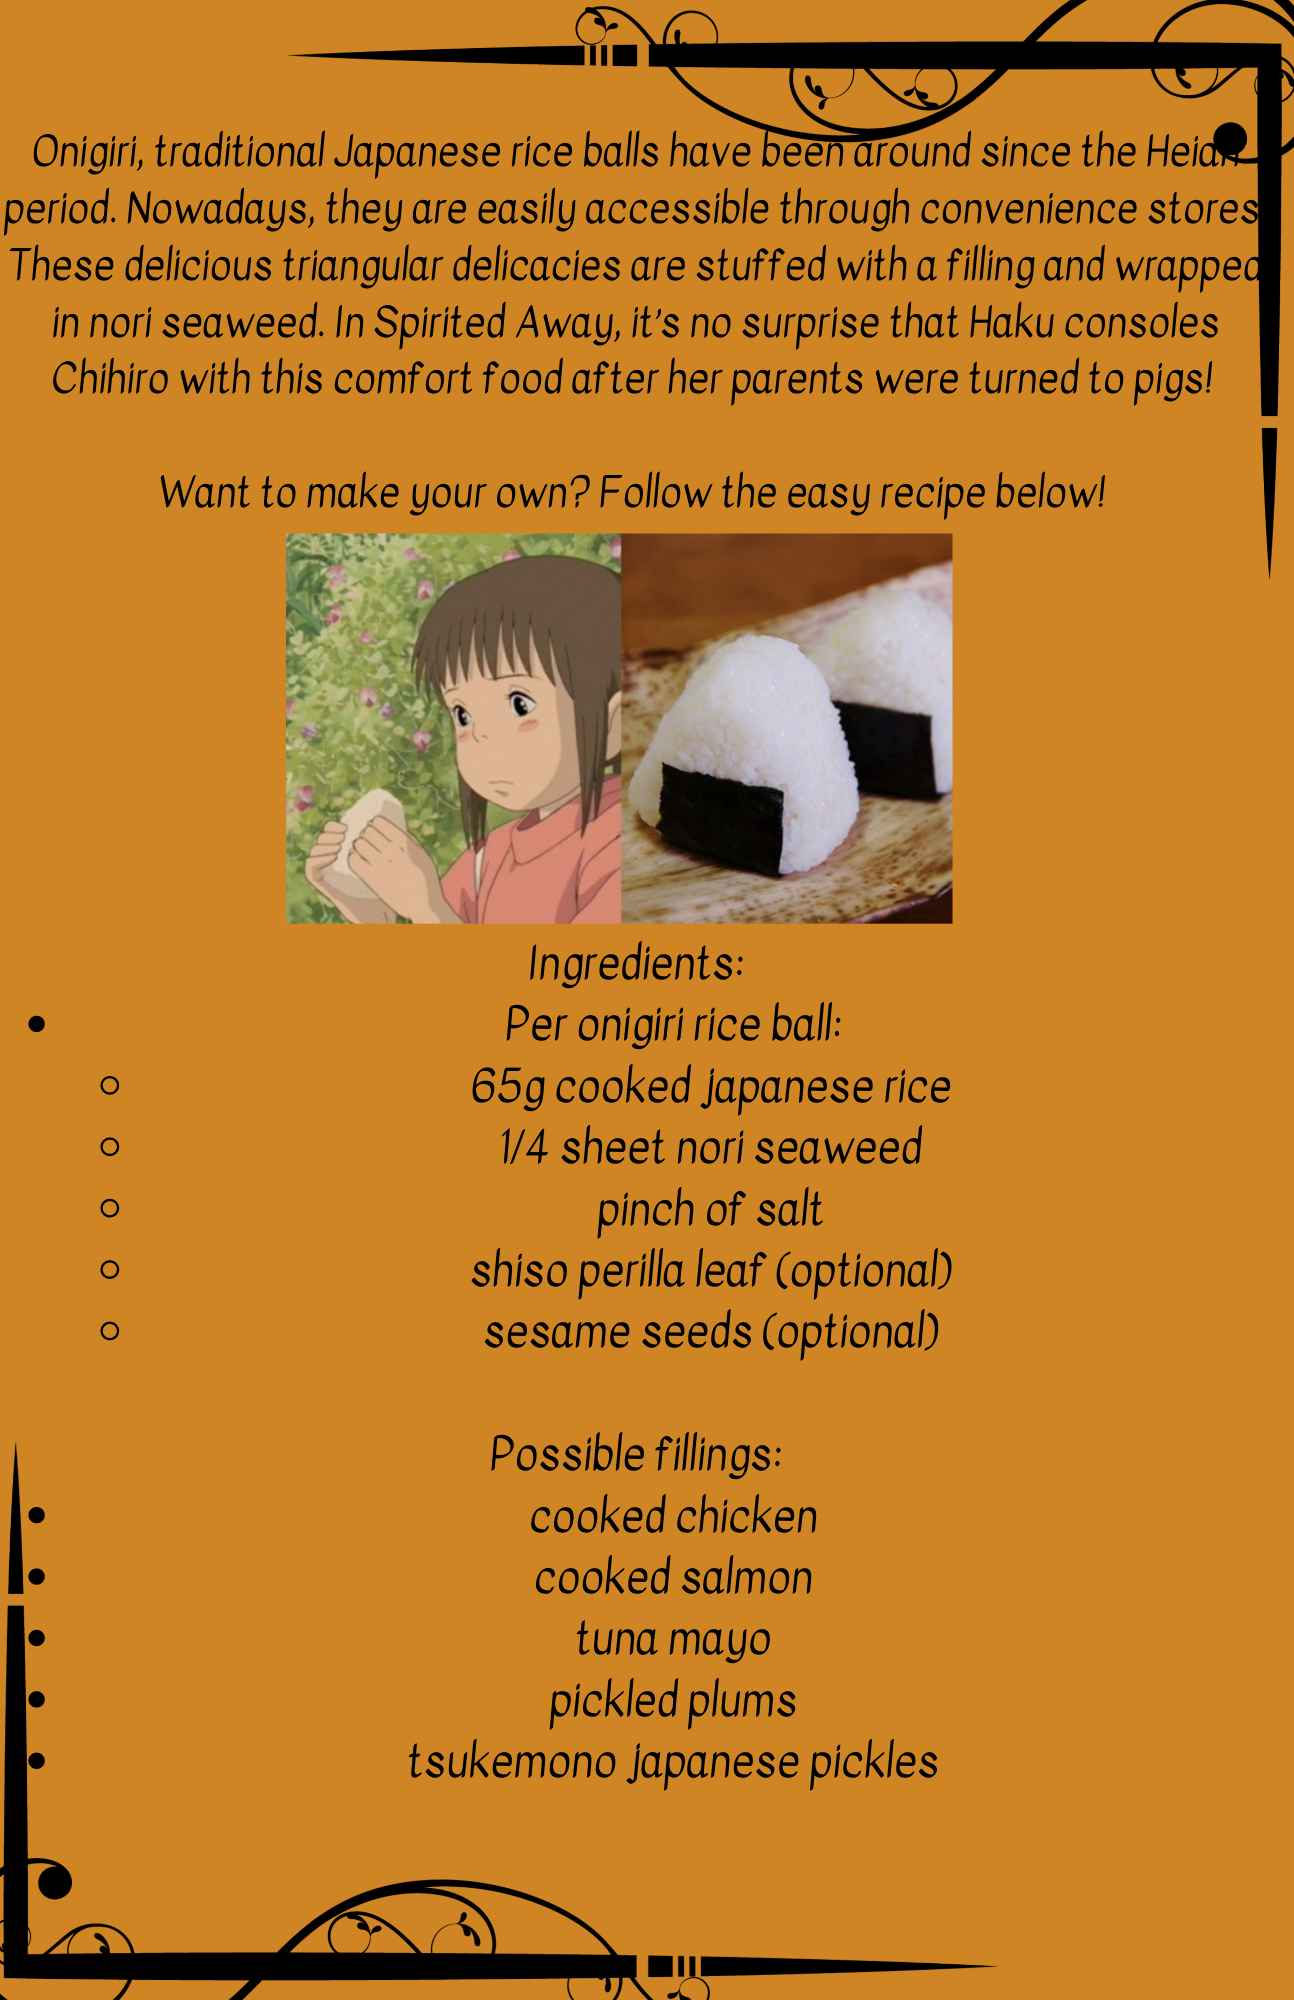 Onigiri, traditional Japanese rice balls have been around since the Heian
period. Nowadays, they are easily accessible through convenience stores
These delicious triangular delicacies are stuffed with a filling and wrapped
in nori seaweed. In Spirited Away, it's no surprise that Haku consoles
Chihiro with this comfort food after her parents were turned to pigs!
Want to make your own? Follow the easy recipe below!
Ingredients:
Per onigiri rice ball:
65g cooked japanese rice
1/4 sheet nori seaweed
pinch of salt
shiso perilla leaf (optional)
sesame seeds (optional)
Possible fillings:
cooked chicken
cooked salmon
tuna mayo
pickled plums
tsukemono japanese pickles